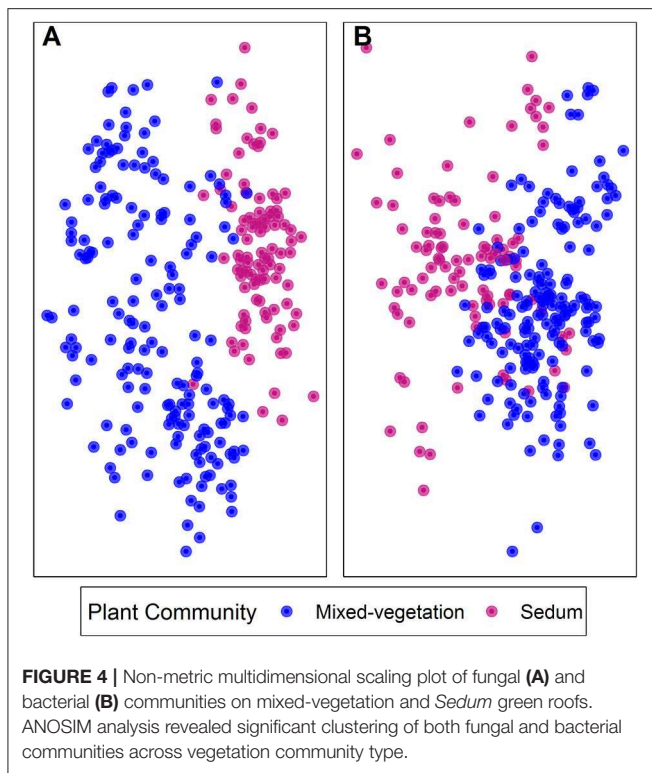 A
B
Plant Community Mixed-vegetation Sedum
FIGURE 4 | Non-metric multidimensional scaling plot of fungal (A) and
bacterial (B) communities on mixed-vegetation and Sedum green roofs.
ANOSIM analysis revealed significant clustering of both fungal and bacterial
communities across vegetation community type.